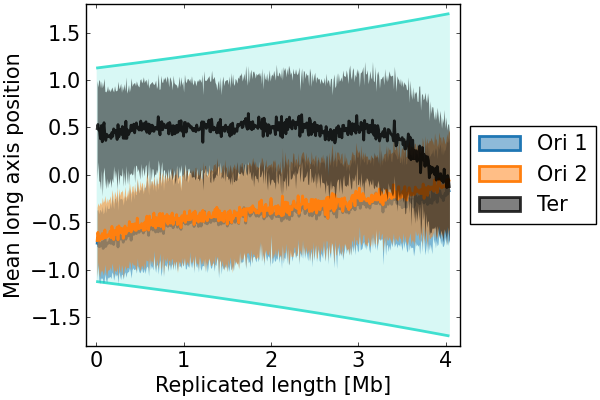 1.5
1.0
0.5
0.0
−0.5
−1.0
−1.5
Mean long axis position
0 1 2 3 4
Replicated length [Mb]
Ori 1
Ori 2
Ter